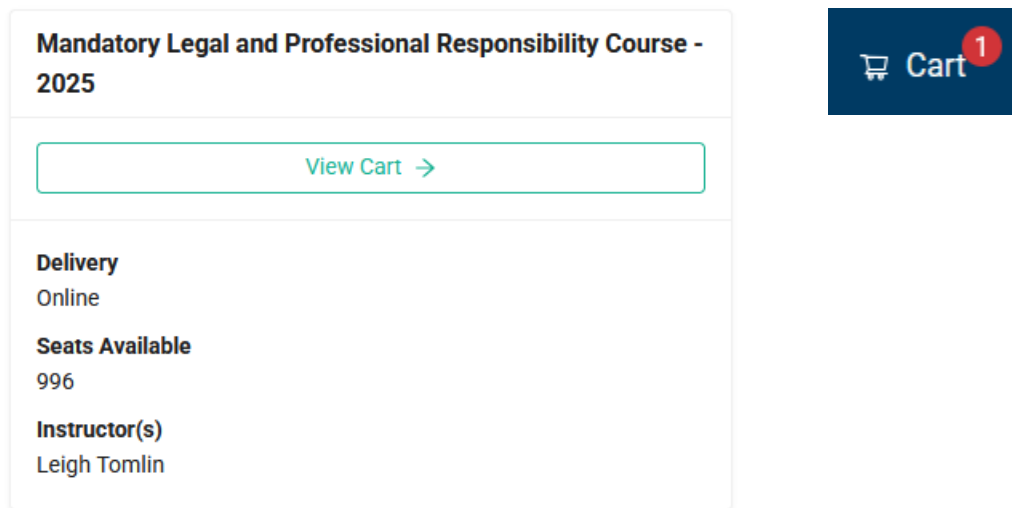 Mandatory Legal and Professional Responsibility Course -
2025
View Cart →
Delivery
Online
Seats Available
996
Instructor(s)
Leigh Tomlin
Cart
1